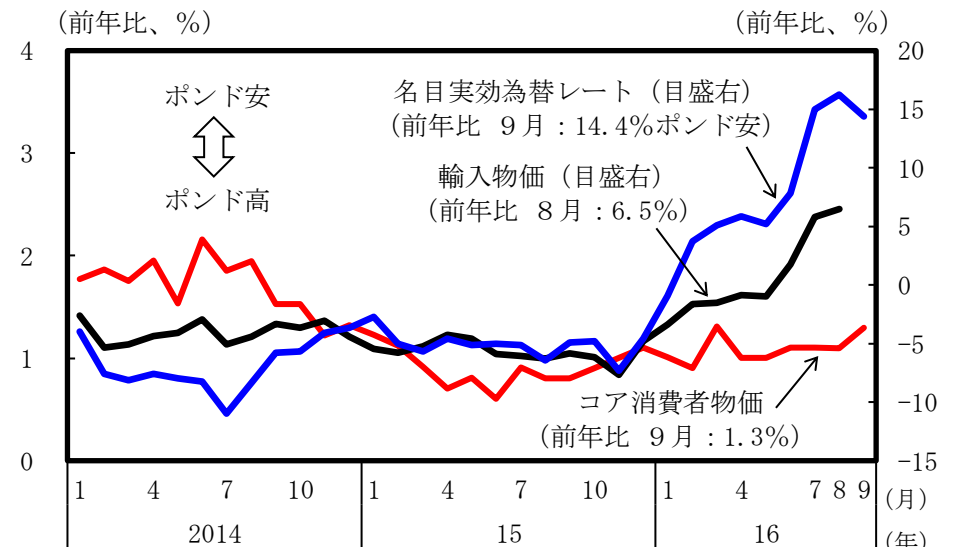 (前年比、%)
(前年比、%)
4
3
2
1
0
20
15
10
5
0
-5
-10
-15
ポンド安
ポンド高
名目実効為替レート (目盛右)
(前年比 9月:14.4%ポンド安)
輸入物価 (目盛右)
(前年比 8月:6.5%)
コア消費者物価
(前年比 9月:1.3%)
1 4 7 10 1 4 7 10 1 4 7 8 9 (月)
2014 15 16 (年)